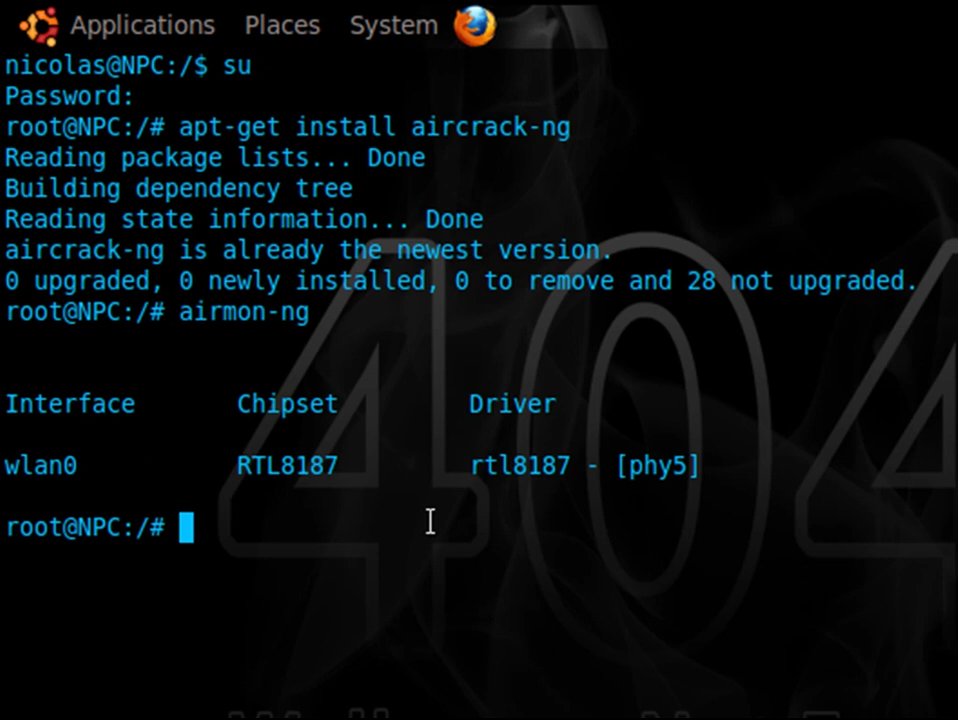 Applications Places System
nicolas@NPC:/$ su
Password:
root@NPC:/# apt-get install aircrack-ng
Reading package lists... Done
Building dependency tree
Reading state information... Done
aircrack-ng is already the newest version.
0 upgraded, 0 newly installed, 0 to remove and 28 not upgraded.
root@NPC:/# airmon-ng
Interface Chipset Driver
wlan0 RTL8187 rtl8187 - [phy5]
root@NPC:/#
404